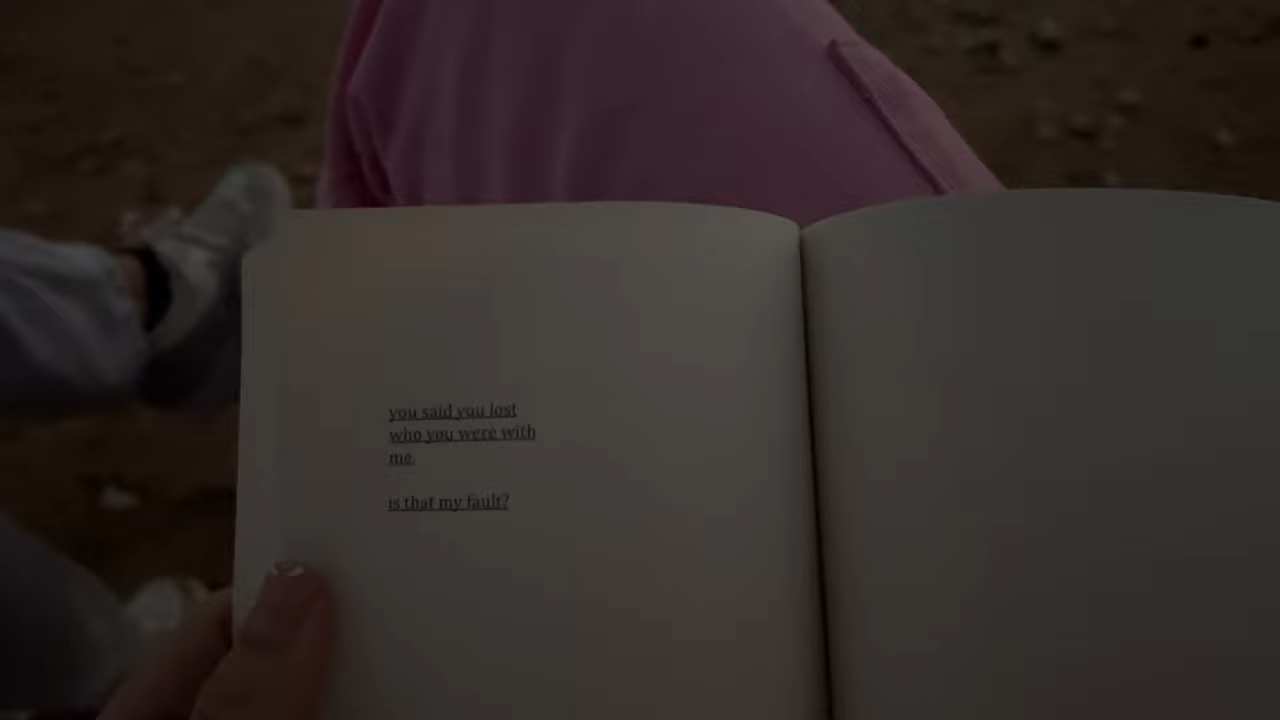 you said you lost
who you were with
me.
is that my fault?